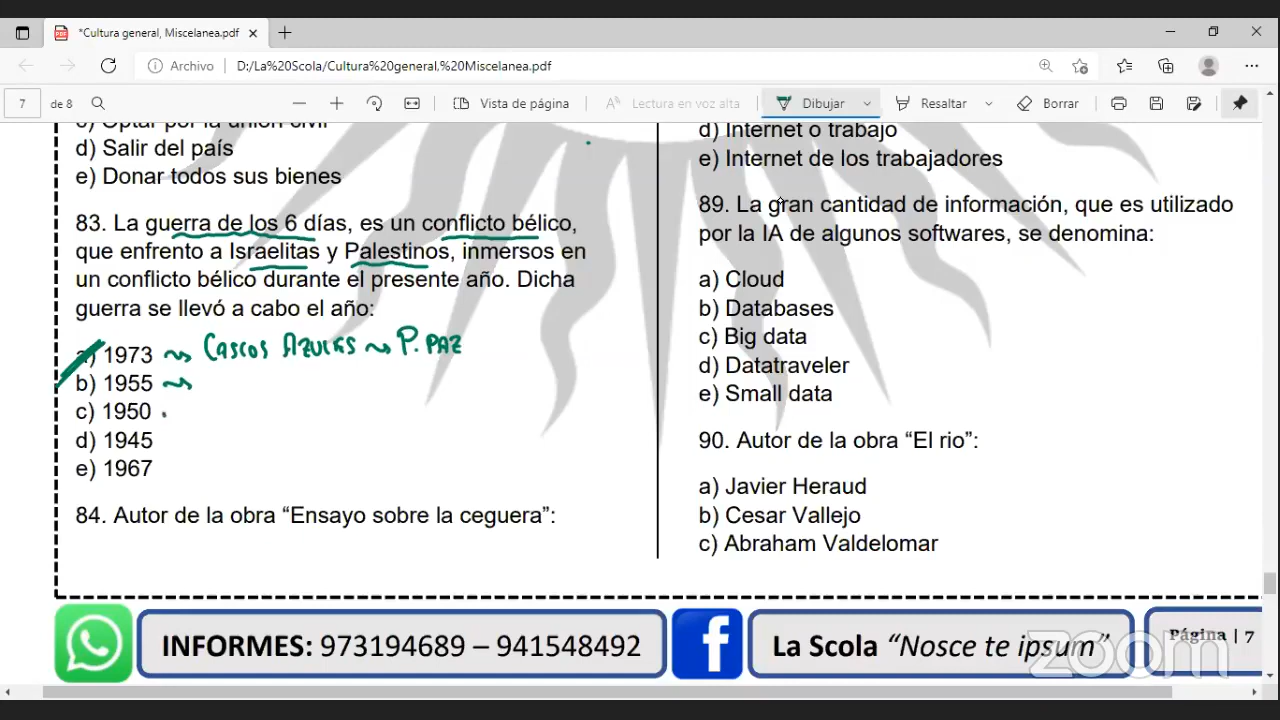 *Cultura general, Miscelanea.pdf
Archivo
D:/La%20Scola/Cultura%20general,%20Miscelanea.pdf
7
de 8
Vista de página
Lectura en voz alta
Dibujar
Resaltar
Borrar
c) Optar por la unión civil
d) Salir del país
e) Donar todos sus bienes
83. La guerra de los 6 días, es un conflicto bélico,
que enfrento a Israelitas y Palestinos, inmersos en
un conflicto bélico durante el presente año. Dicha
guerra se llevó a cabo el año:
a) 1973 CASCOS AZULES P. PAZ
b) 1955
c) 1950
d) 1945
e) 1967
84. Autor de la obra “Ensayo sobre la ceguera”:
d) Internet o trabajo
e) Internet de los trabajadores
89. La gran cantidad de información, que es utilizado
por la IA de algunos softwares, se denomina:
a) Cloud
b) Databases
c) Big data
d) Datatraveler
e) Small data
90. Autor de la obra “El rio”:
a) Javier Heraud
b) Cesar Vallejo
c) Abraham Valdelomar
INFORMES: 973194689 – 941548492
La Scola “Nosce te ipsum”
Página | 7
zoom